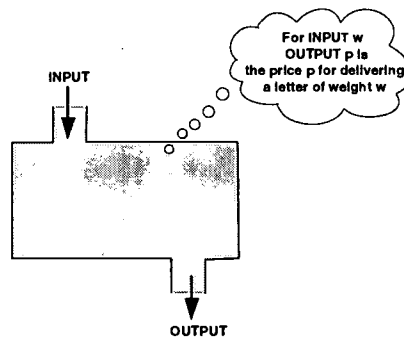 For INPUT w
OUTPUT p is
the price p for delivering
a letter of weight w
INPUT
OUTPUT